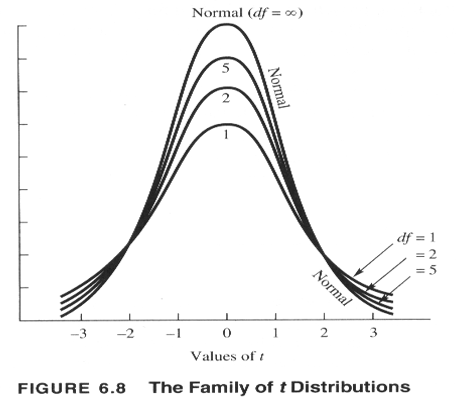 Normal (df = ∞)
5
2
1
Normal
df = 1
= 2
= 5
Normal
−3 −2 −1 0 1 2 3
Values of t
FIGURE 6.8 The Family of t Distributions